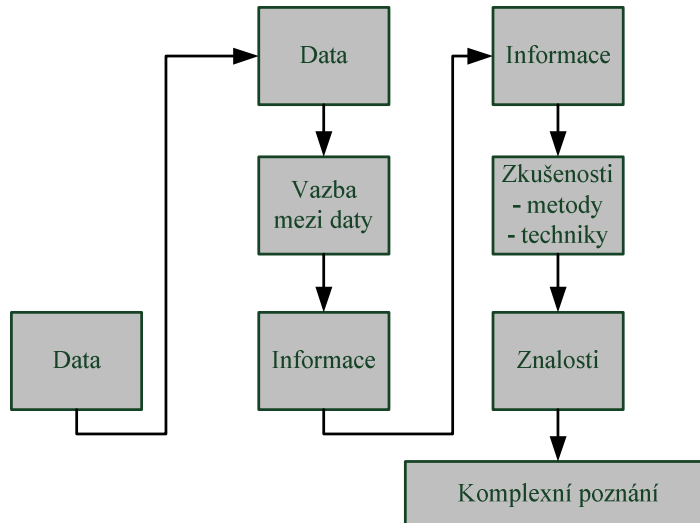 Data
Data
Vazba
mezi daty
Informace
Informace
Zkušenosti
- metody
- techniky
Znalosti
Komplexní poznání